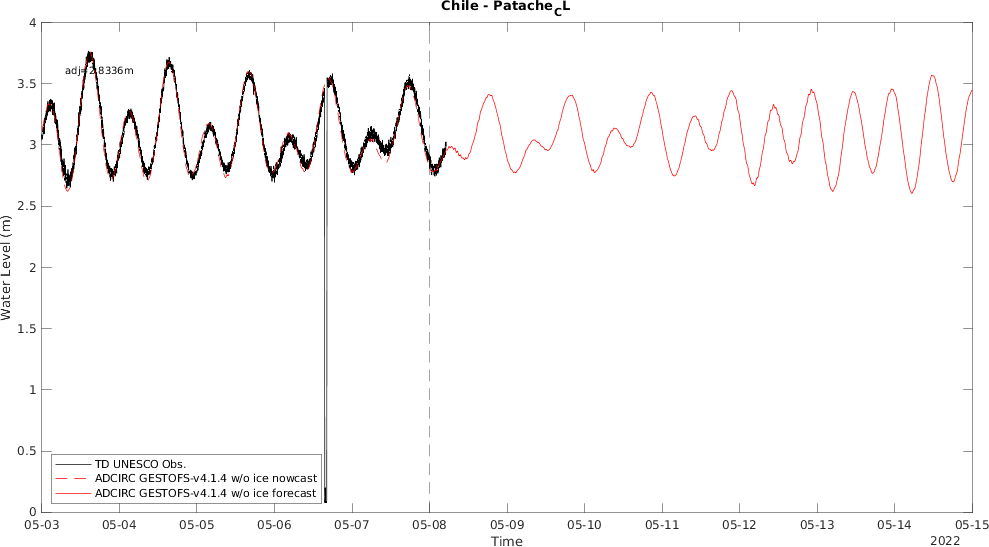 Chile - Patache_CL
adj=2.8336m
4
3.5
3
2.5
2
1.5
1
0.5
0
Water Level (m)
TD UNESCO Obs.
ADCIRC GESTOFS-v4.1.4 w/o ice nowcast
ADCIRC GESTOFS-v4.1.4 w/o ice forecast
05-03 05-04 05-05 05-06 05-07 05-08 05-09 05-10 05-11 05-12 05-13 05-14 05-15
Time
2022